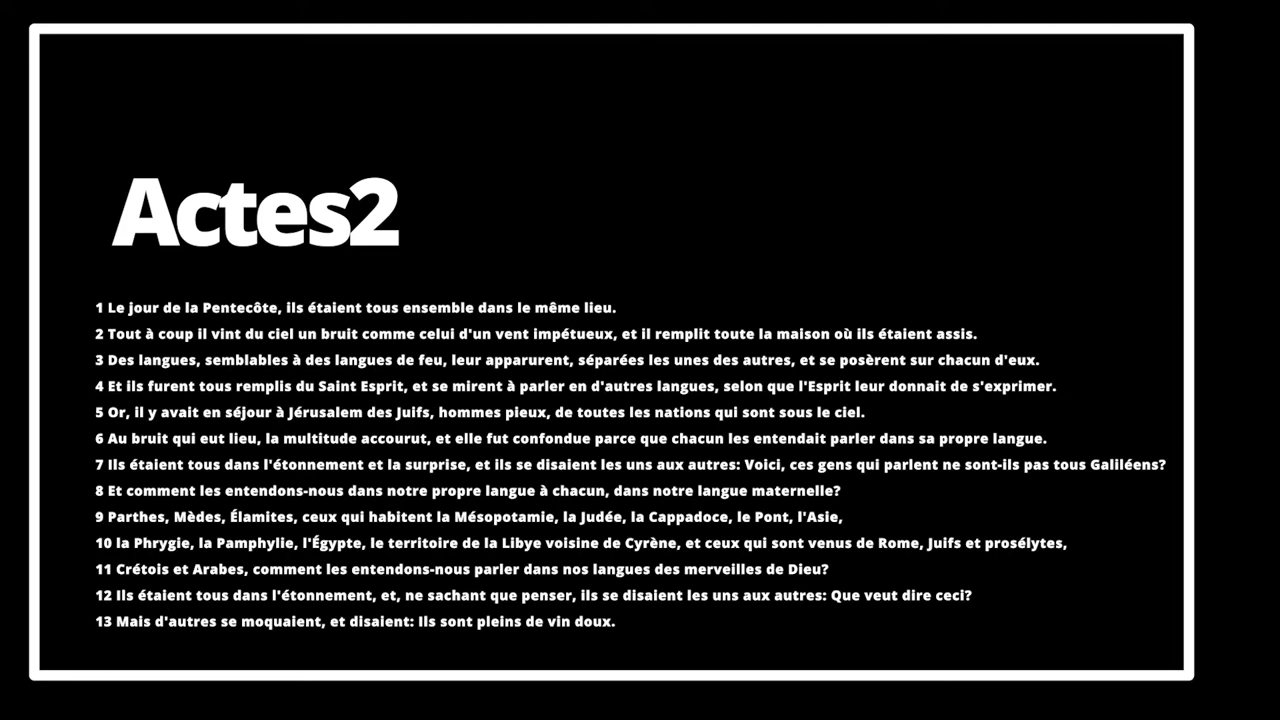 Actes2
1 Le jour de la Pentecôte, ils étaient tous ensemble dans le même lieu.
2 Tout à coup il vint du ciel un bruit comme celui d'un vent impétueux, et il remplit toute la maison où ils étaient assis.
3 Des langues, semblables à des langues de feu, leur apparurent, séparées les unes des autres, et se posèrent sur chacun d'eux.
4 Et ils furent tous remplis du Saint Esprit, et se mirent à parler en d'autres langues, selon que l'Esprit leur donnait de s'exprimer.
5 Or, il y avait en séjour à Jérusalem des Juifs, hommes pieux, de toutes les nations qui sont sous le ciel.
6 Au bruit qui eut lieu, la multitude accourut, et elle fut confondue parce que chacun les entendait parler dans sa propre langue.
7 Ils étaient tous dans l'étonnement et la surprise, et ils se disaient les uns aux autres: Voici, ces gens qui parlent ne sont-ils pas tous Galiléens?
8 Et comment les entendons-nous dans notre propre langue à chacun, dans notre langue maternelle?
9 Parthes, Mèdes, Élamites, ceux qui habitent la Mésopotamie, la Judée, la Cappadoce, le Pont, l'Asie,
10 la Phrygie, la Pamphylie, l'Égypte, le territoire de la Libye voisine de Cyrène, et ceux qui sont venus de Rome, Juifs et prosélytes,
11 Crétois et Arabes, comment les entendons-nous parler dans nos langues des merveilles de Dieu?
12 Ils étaient tous dans l'étonnement, et, ne sachant que penser, ils se disaient les uns aux autres: Que veut dire ceci?
13 Mais d'autres se moquaient, et disaient: Ils sont pleins de vin doux.